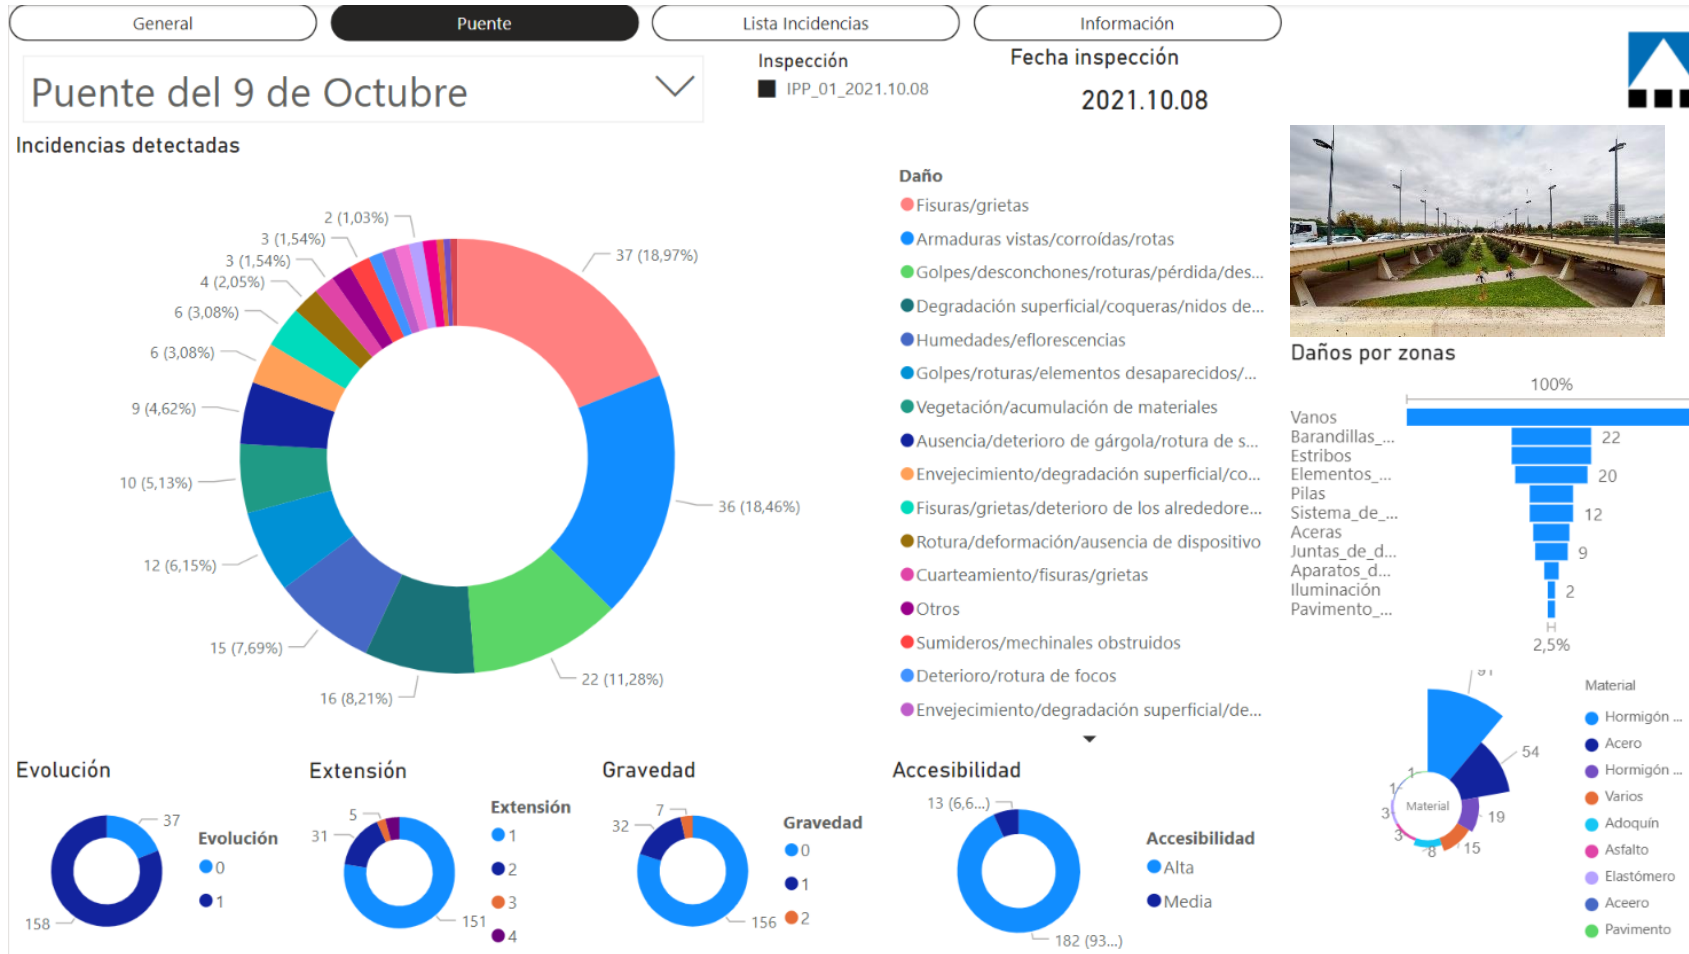 General
Puente
Lista Incidencias
Información
Puente del 9 de Octubre
Inspección
IPP_01_2021.10.08
Fecha inspección
2021.10.08
Incidencias detectadas
2 (1,03%)
3 (1,54%)
3 (1,54%)
4 (2,05%)
6 (3,08%)
6 (3,08%)
9 (4,62%)
10 (5,13%)
12 (6,15%)
15 (7,69%)
16 (8,21%)
22 (11,28%)
36 (18,46%)
37 (18,97%)
Daño
Fisuras/grietas
Armaduras vistas/corroídas/rotas
Golpes/desconchones/roturas/pérdida/des...
Degradación superficial/coqueras/nidos de...
Humedades/eflorescencias
Golpes/roturas/elementos desaparecidos/...
Vegetación/acumulación de materiales
Ausencia/deterioro de gárgola/rotura de s...
Envejecimiento/degradación superficial/co...
Fisuras/grietas/deterioro de los alrededore...
Rotura/deformación/ausencia de dispositivo
Cuarteamiento/fisuras/grietas
Otros
Sumideros/mechinales obstruidos
Deterioro/rotura de focos
Envejecimiento/degradación superficial/de...
Daños por zonas
100%
Vanos
Barandillas_... 22
Estribos
Elementos_... 20
Pilas
Sistema_de_... 12
Aceras
Juntas_de_d... 9
Aparatos_d...
Iluminación 2
Pavimento_...
2,5%
Material
91
54
19
15
8
3
3
1
1
Material
Hormigón ...
Acero
Hormigón ...
Varios
Adoquín
Asfalto
Elastómero
Aceero
Pavimento
Evolución
37
158
Evolución
0
1
Extensión
5
31
151
Extensión
1
2
3
4
Gravedad
7
32
156
Gravedad
0
1
2
Accesibilidad
13 (6,6...)
182 (93...)
Accesibilidad
Alta
Media